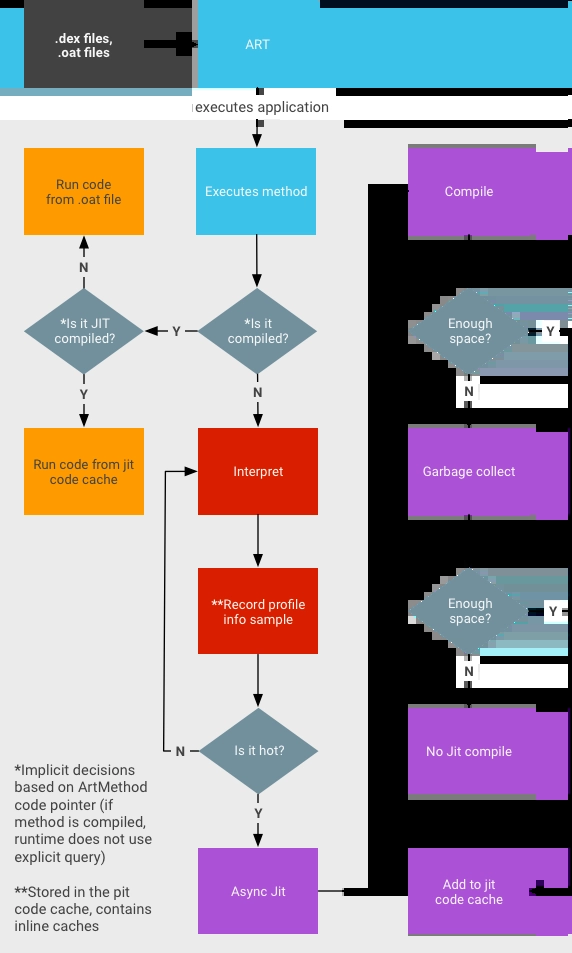 .dex files,
.oat files
ART
executes application
Run code
from .oat file
Executes method
Compile
N
*Is it JIT
compiled?
Y
*Is it
compiled?
Enough
space?
Y
Y
N
N
Run code from jit
code cache
Interpret
Garbage collect
**Record profile
info sample
Enough
space?
Y
N
N
Is it hot?
No Jit compile
*Implicit decisions
based on ArtMethod
code pointer (if
method is compiled,
runtime does not use
explicit query)
Y
**Stored in the pit
code cache, contains
inline caches
Async Jit
Add to jit
code cache